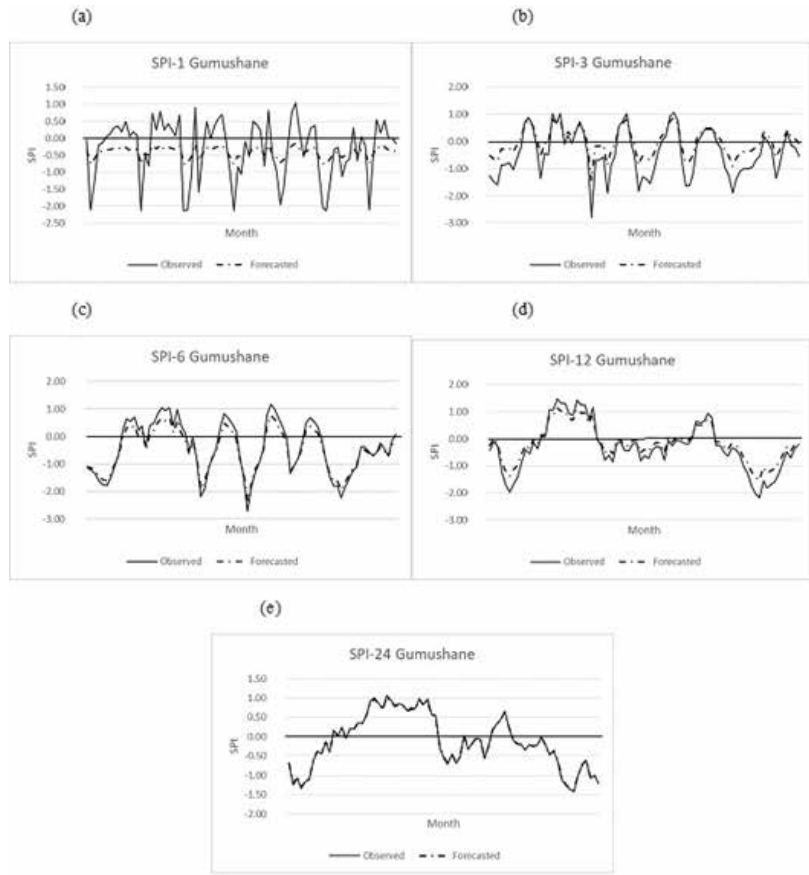 (a)
SPI-1 Gumushane
1.50
1.00
0.50
0.00
-0.50
-1.00
-1.50
-2.00
-2.50
SPI
Month
Observed
Forecasted
(b)
SPI-3 Gumushane
2.00
1.00
0.00
-1.00
-2.00
-3.00
SPI
Month
Observed
Forecasted
(c)
SPI-6 Gumushane
2.00
1.00
0.00
-1.00
-2.00
-3.00
SPI
Month
Observed
Forecasted
(d)
SPI-12 Gumushane
2.00
1.00
0.00
-1.00
-2.00
-3.00
SPI
Month
Observed
Forecasted
(e)
SPI-24 Gumushane
1.50
1.00
0.50
0.00
-0.50
-1.00
-1.50
-2.00
SPI
Month
Observed
Forecasted